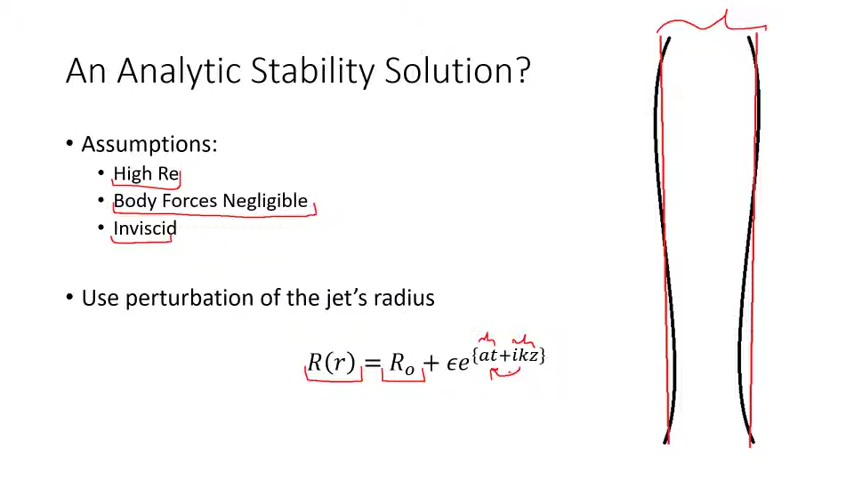 An Analytic Stability Solution?
• Assumptions:
• High Re
• Body Forces Negligible
• Inviscid
• Use perturbation of the jet's radius
R(r) = Rₒ + ϵe^{at+ikz}